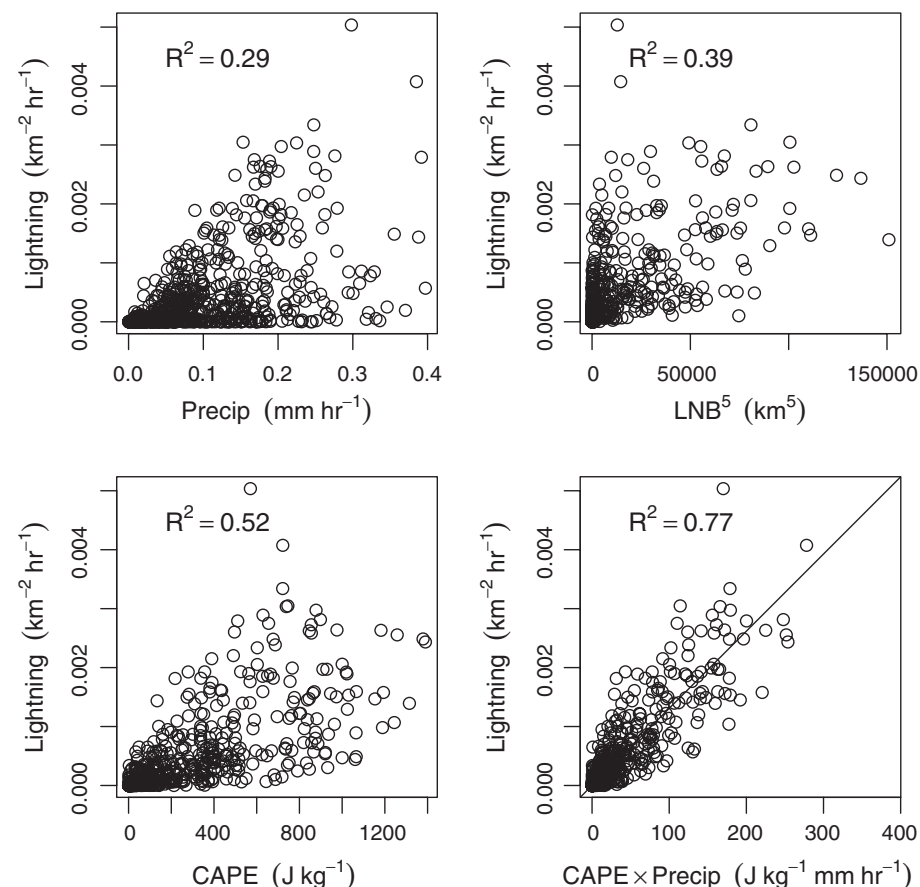 R² = 0.29
Lightning (km⁻² hr⁻¹)
0.004
0.002
0.000
0.0 0.1 0.2 0.3 0.4
Precip (mm hr⁻¹)
R² = 0.39
Lightning (km⁻² hr⁻¹)
0.004
0.002
0.000
0 50000 150000
LNB⁵ (km⁵)
R² = 0.52
Lightning (km⁻² hr⁻¹)
0.004
0.002
0.000
0 400 800 1200
CAPE (J kg⁻¹)
R² = 0.77
Lightning (km⁻² hr⁻¹)
0.004
0.002
0.000
0 100 200 300 400
CAPE × Precip (J kg⁻¹ mm hr⁻¹)